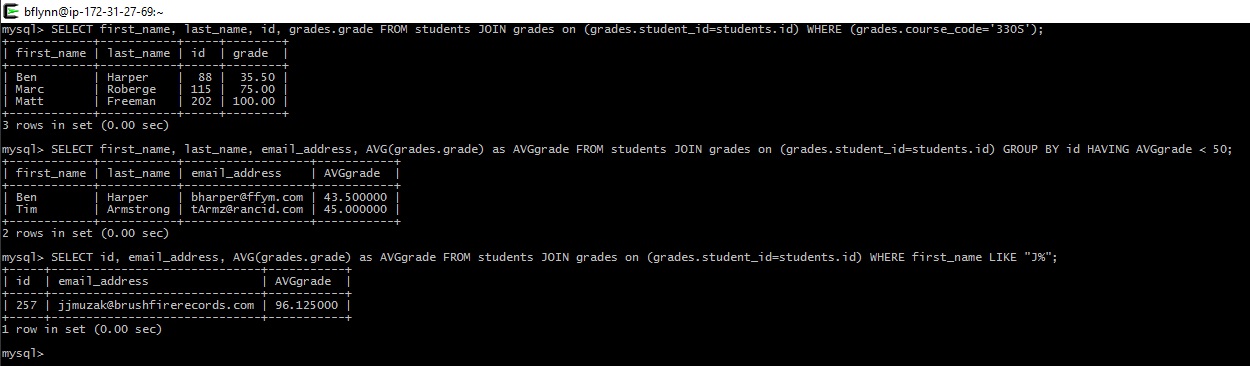 bflynn@ip-172-31-27-69:~
mysql> SELECT first_name, last_name, id, grades.grade FROM students JOIN grades on (grades.student_id=students.id) WHERE (grades.course_code='330S');
+------------+-----------+-----+--------+
| first_name | last_name | id  | grade  |
+------------+-----------+-----+--------+
| Ben        | Harper    |  88 |  35.50 |
| Marc       | Roberge   | 115 |  75.00 |
| Matt       | Freeman   | 202 | 100.00 |
+------------+-----------+-----+--------+
3 rows in set (0.00 sec)
mysql> SELECT first_name, last_name, email_address, AVG(grades.grade) as AVGgrade FROM students JOIN grades on (grades.student_id=students.id) GROUP BY id HAVING AVGgrade < 50;
+------------+-----------+------------------+-----------+
| first_name | last_name | email_address    | AVGgrade  |
+------------+-----------+------------------+-----------+
| Ben        | Harper    | bharper@ffym.com | 43.500000 |
| Tim        | Armstrong | tArmz@rancid.com | 45.000000 |
+------------+-----------+------------------+-----------+
2 rows in set (0.00 sec)
mysql> SELECT id, email_address, AVG(grades.grade) as AVGgrade FROM students JOIN grades on (grades.student_id=students.id) WHERE first_name LIKE "J%";
+-----+-----------------------------+-----------+
| id  | email_address               | AVGgrade  |
+-----+-----------------------------+-----------+
| 257 | jjmuzak@brushfirerecords.com | 96.125000 |
+-----+-----------------------------+-----------+
1 row in set (0.00 sec)
mysql>